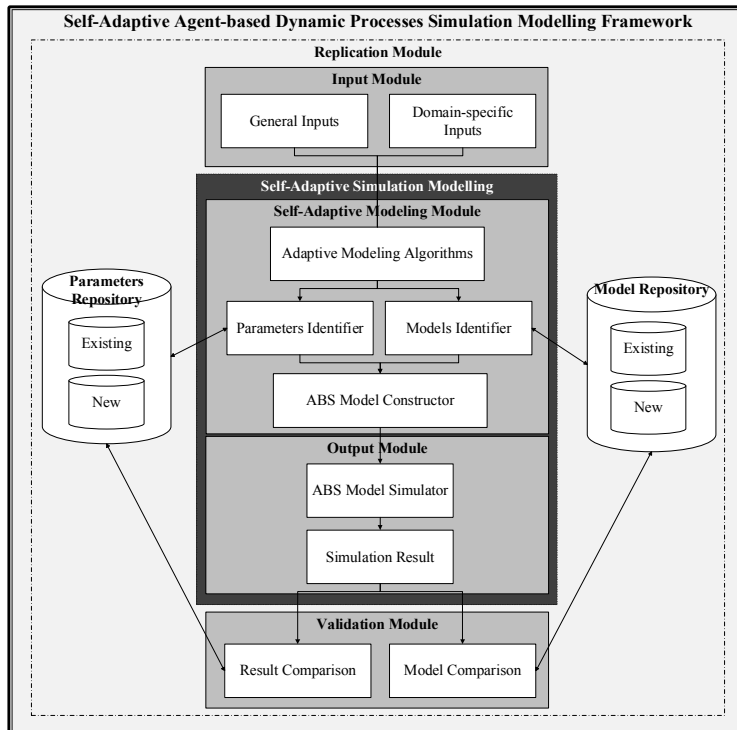 Self-Adaptive Agent-based Dynamic Processes Simulation Modelling Framework
Replication Module
Input Module
General Inputs
Domain-specific
Inputs
Self-Adaptive Simulation Modelling
Self-Adaptive Modeling Module
Adaptive Modeling Algorithms
Parameters
Repository
Existing
New
Parameters Identifier
Models Identifier
Model Repository
Existing
New
ABS Model Constructor
Output Module
ABS Model Simulator
Simulation Result
Validation Module
Result Comparison
Model Comparison